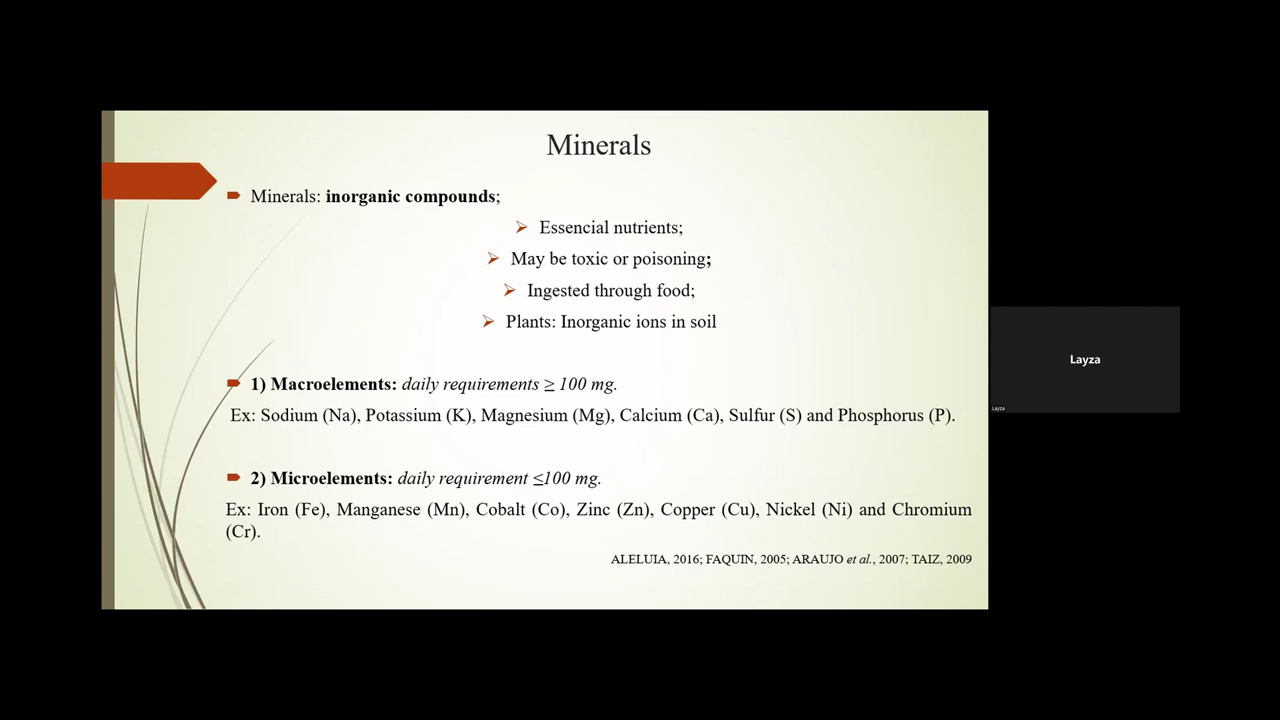 Minerals
Minerals: inorganic compounds;
Essencial nutrients;
May be toxic or poisoning;
Ingested through food;
Plants: Inorganic ions in soil
1) Macroelements: daily requirements ≥ 100 mg.
Ex: Sodium (Na), Potassium (K), Magnesium (Mg), Calcium (Ca), Sulfur (S) and Phosphorus (P).
2) Microelements: daily requirement ≤100 mg.
Ex: Iron (Fe), Manganese (Mn), Cobalt (Co), Zinc (Zn), Copper (Cu), Nickel (Ni) and Chromium
(Cr).
ALELUIA, 2016; FAQUIN, 2005; ARAUJO et al., 2007; TAIZ, 2009
Layza
Layza